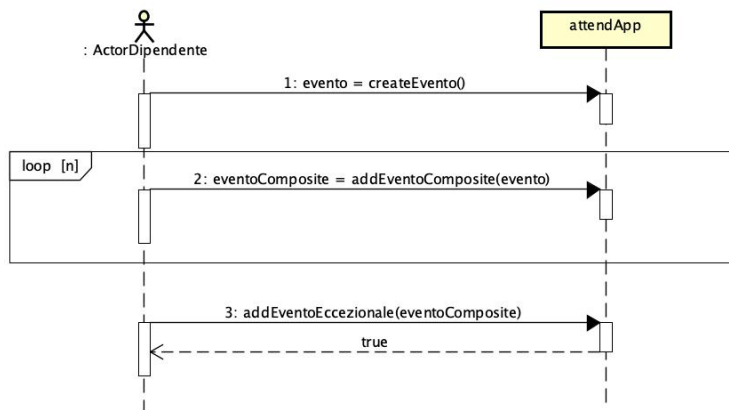 attendApp
: ActorDipendente
1: evento = createEvento()
loop [n]
2: eventoComposite = addEventoComposite(evento)
3: addEventoEccezionale(eventoComposite)
true